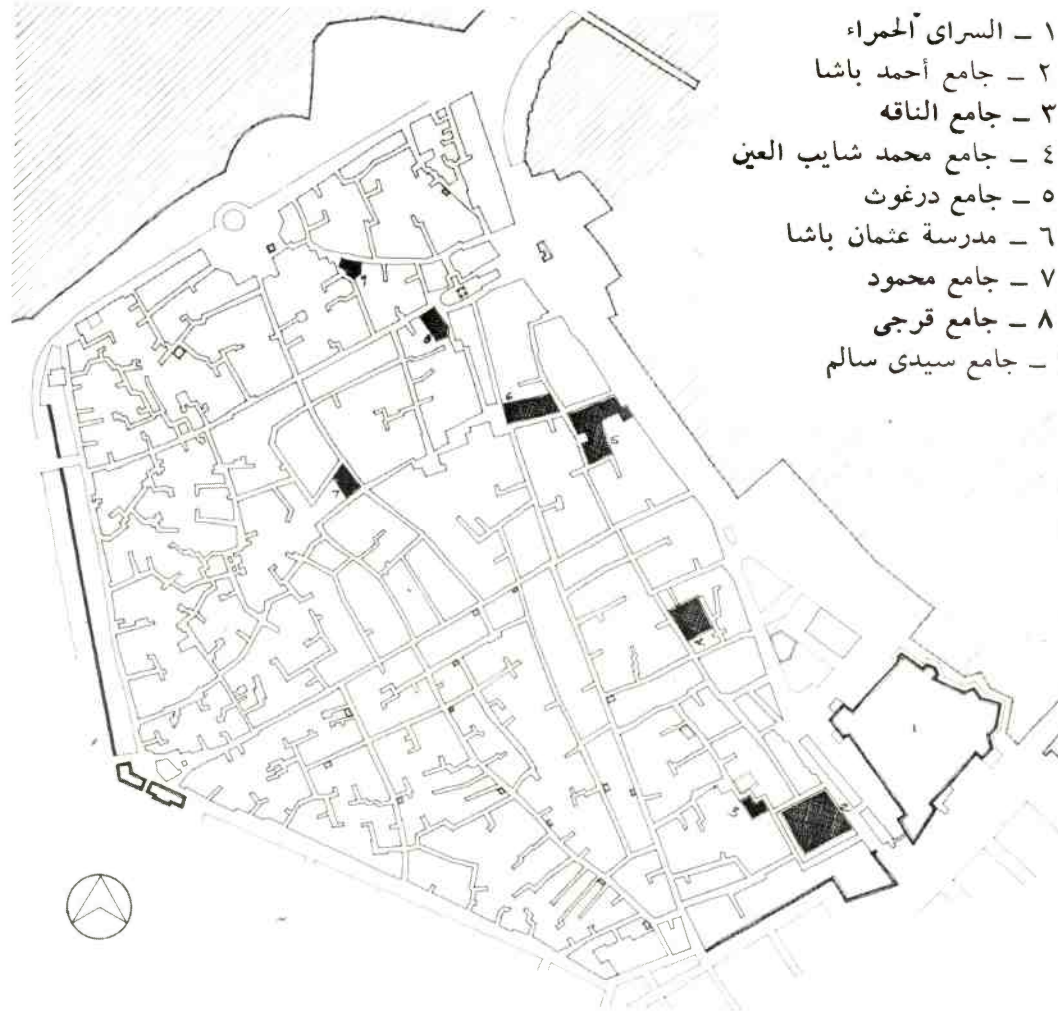 ١ – السراى الحمراء
٢ – جامع أحمد باشا
٣ – جامع الناقه
٤ – جامع محمد شايب العين
٥ – جامع درغوث
٦ – مدرسة عثمان باشا
٧ – جامع محمود
٨ – جامع قرجى
– جامع سيدى سالم